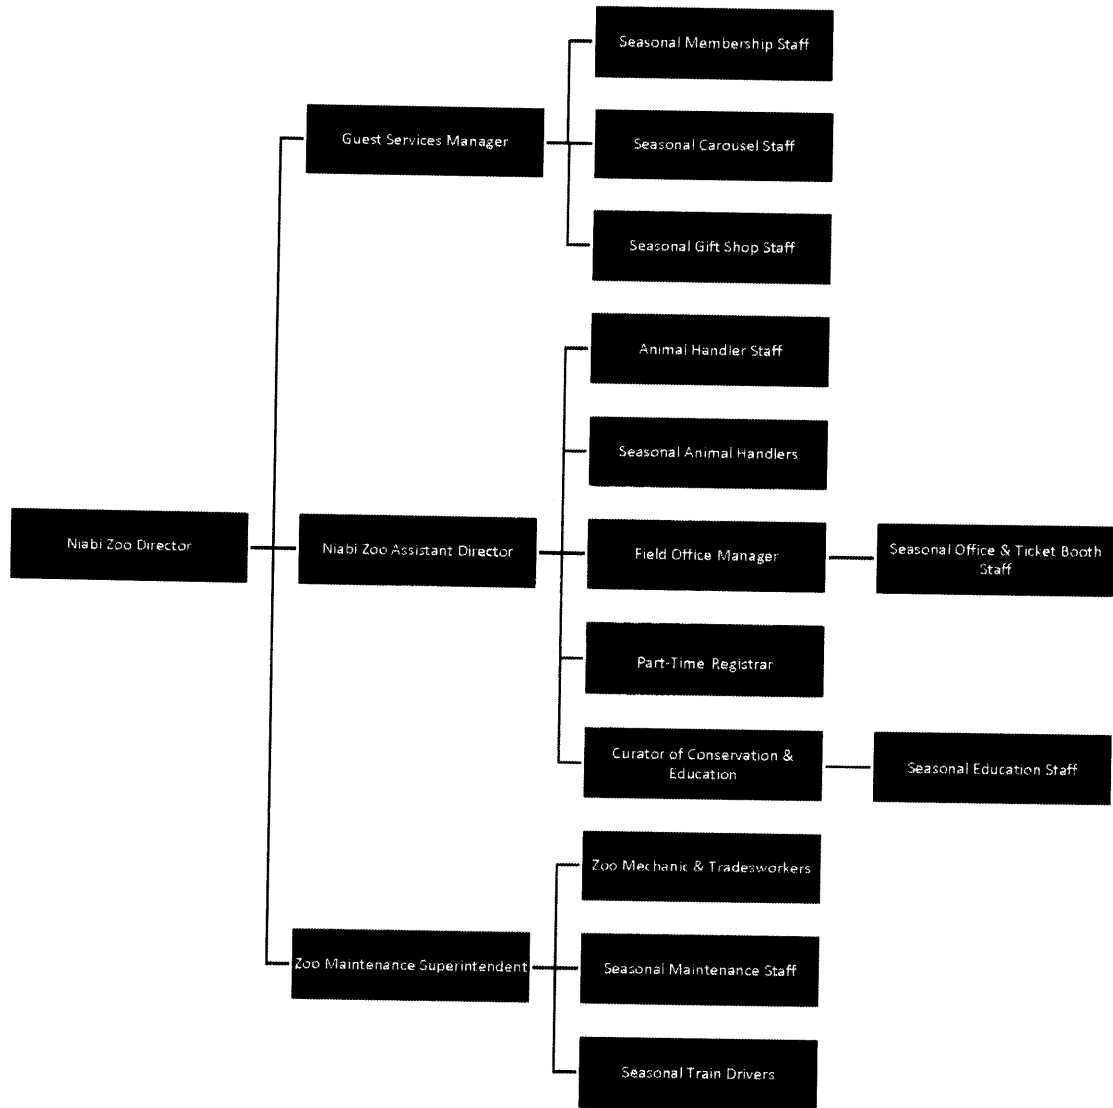 Seasonal Membership Staff
Guest Services Manager
Seasonal Carousel Staff
Seasonal Gift Shop Staff
Animal Handler Staff
Seasonal Animal Handlers
Niabi Zoo Director
Niabi Zoo Assistant Director
Field Office Manager
Seasonal Office & Ticket Booth
Staff
Part-Time Registrar
Curator of Conservation &
Education
Seasonal Education Staff
Zoo Mechanic & Tradesworkers
Zoo Maintenance Superintendent
Seasonal Maintenance Staff
Seasonal Train Drivers